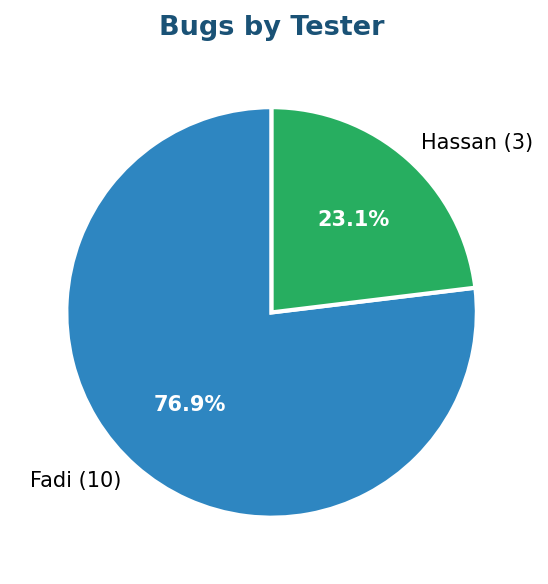 Bugs by Tester
Hassan (3)
23.1%
76.9%
Fadi (10)